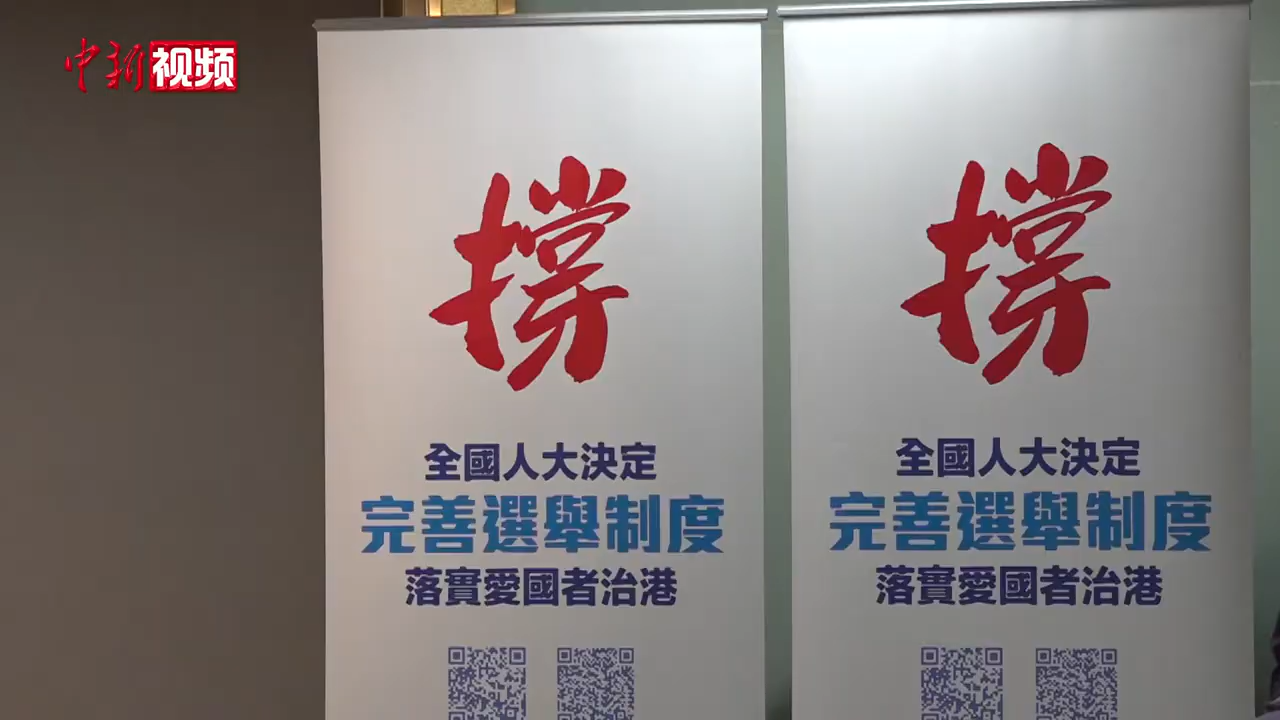 中新视频
撐
全國人大決定
完善選舉制度
落實愛國者治港
撐
全國人大決定
完善選舉制度
落實愛國者治港